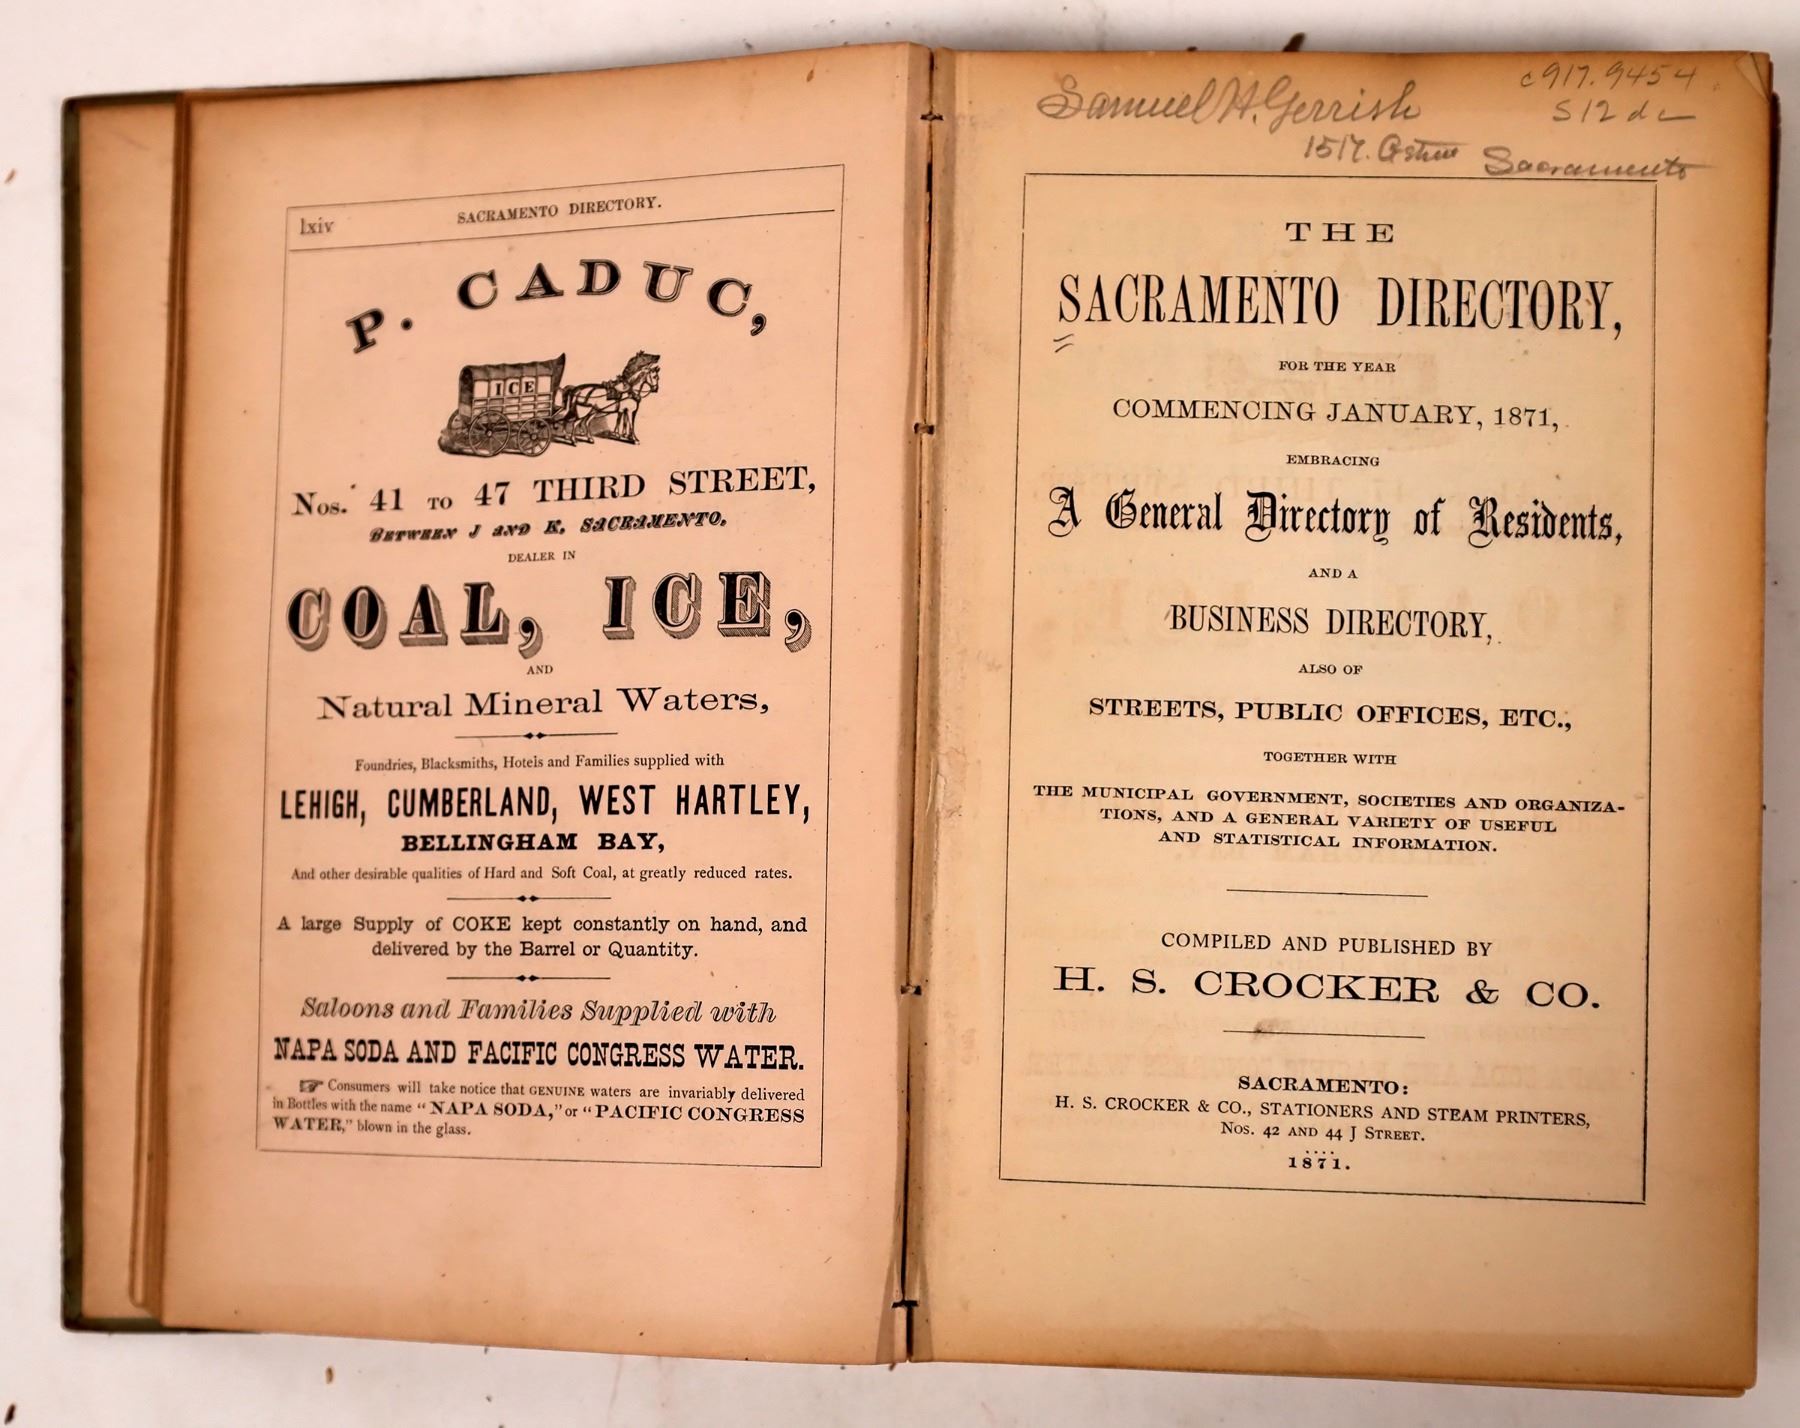 lxiv
SACRAMENTO DIRECTORY.
P. CADUC,
ICE
Nos. 41 TO 47 THIRD STREET,
BETWEEN J AND K, SACRAMENTO.
DEALER IN
COAL, ICE,
AND
Natural Mineral Waters,
Foundries, Blacksmiths, Hotels and Families supplied with
LEHIGH, CUMBERLAND, WEST HARTLEY,
BELLINGHAM BAY,
And other desirable qualities of Hard and Soft Coal, at greatly reduced rates.
A large Supply of COKE kept constantly on hand, and
delivered by the Barrel or Quantity.
Saloons and Families Supplied with
NAPA SODA AND FACIFIC CONGRESS WATER.
☞ Consumers will take notice that GENUINE waters are invariably delivered
in Bottles with the name "NAPA SODA," or "PACIFIC CONGRESS
WATER," blown in the glass.
Samuel H. Gerrish
c917.9454
S12dc
1517. G
Sacramento
THE
SACRAMENTO DIRECTORY,
FOR THE YEAR
COMMENCING JANUARY, 1871,
EMBRACING
A General Directory of Residents,
AND A
BUSINESS DIRECTORY,
ALSO OF
STREETS, PUBLIC OFFICES, ETC.,
TOGETHER WITH
THE MUNICIPAL GOVERNMENT, SOCIETIES AND ORGANIZA-
TIONS, AND A GENERAL VARIETY OF USEFUL
AND STATISTICAL INFORMATION.
COMPILED AND PUBLISHED BY
H. S. CROCKER & CO.
SACRAMENTO:
H. S. CROCKER & CO., STATIONERS AND STEAM PRINTERS,
Nos. 42 AND 44 J STREET.
1871.